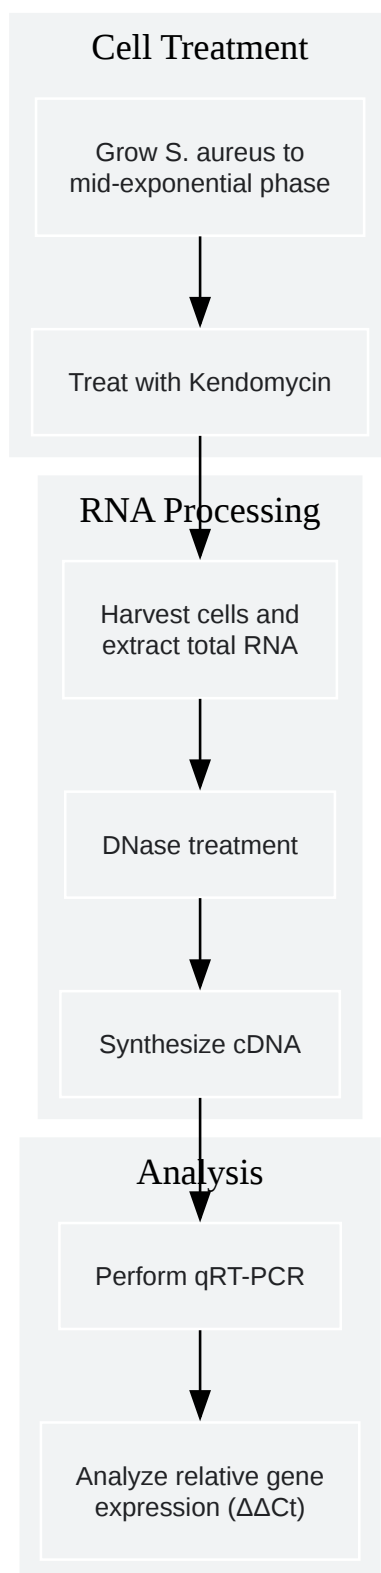 Cell Treatment
Grow S. aureus to
mid-exponential phase
Treat with Kendomycin
RNA Processing
Harvest cells and
extract total RNA
DNase treatment
Synthesize cDNA
Analysis
Perform qRT-PCR
Analyze relative gene
expression (ΔΔCt)